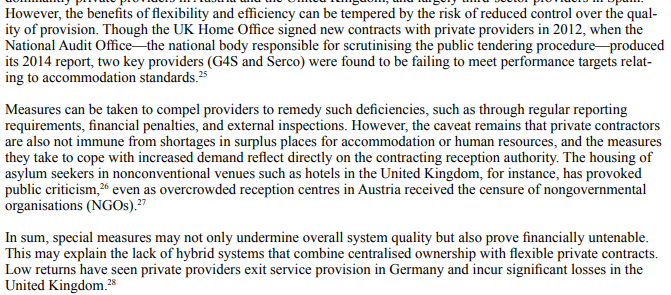 However, the benefits of flexibility and efficiency can be tempered by the risk of reduced control over the qual-
ity of provision. Though the UK Home Office signed new contracts with private providers in 2012, when the
National Audit Office—the national body responsible for scrutinising the public tendering procedure—produced
its 2014 report, two key providers (G4S and Serco) were found to be failing to meet performance targets relat-
ing to accommodation standards.25
Measures can be taken to compel providers to remedy such deficiencies, such as through regular reporting
requirements, financial penalties, and external inspections. However, the caveat remains that private contractors
are also not immune from shortages in surplus places for accommodation or human resources, and the measures
they take to cope with increased demand reflect directly on the contracting reception authority. The housing of
asylum seekers in nonconventional venues such as hotels in the United Kingdom, for instance, has provoked
public criticism,26 even as overcrowded reception centres in Austria received the censure of nongovernmental
organisations (NGOs).27
In sum, special measures may not only undermine overall system quality but also prove financially untenable.
This may explain the lack of hybrid systems that combine centralised ownership with flexible private contracts.
Low returns have seen private providers exit service provision in Germany and incur significant losses in the
United Kingdom.28